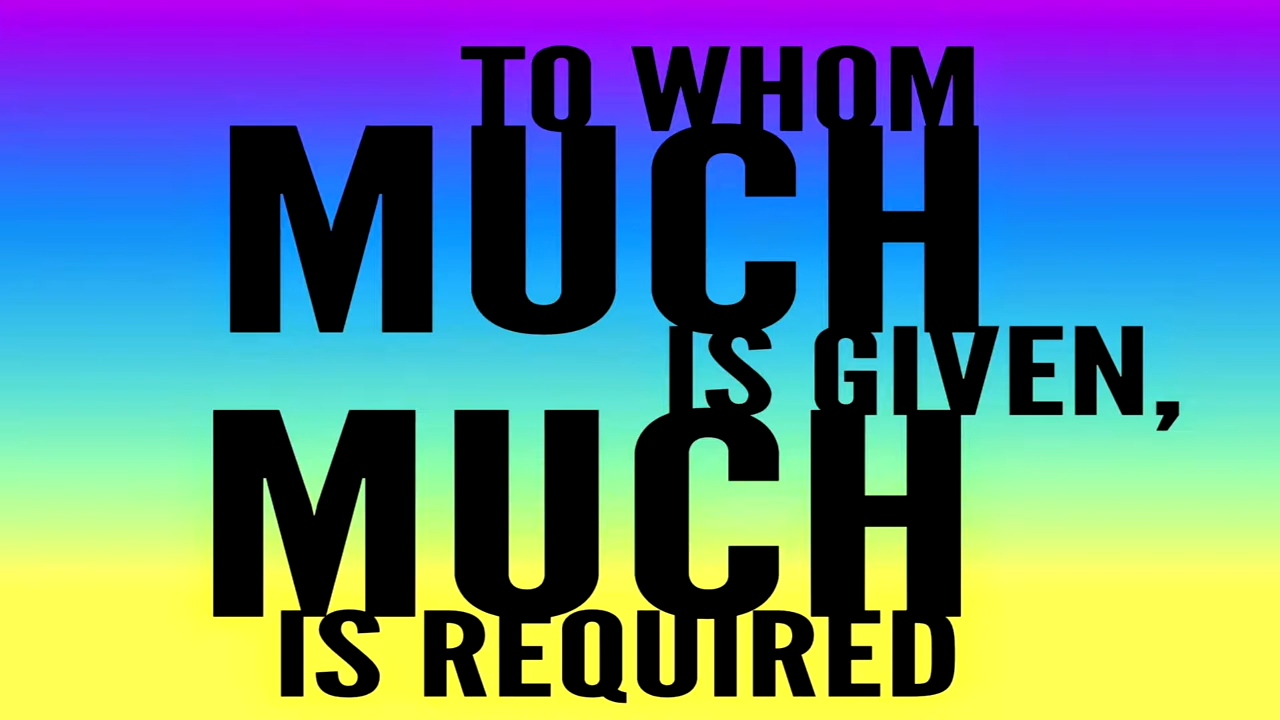 TO WHOM
MUCH
IS GIVEN,
MUCH
IS REQUIRED